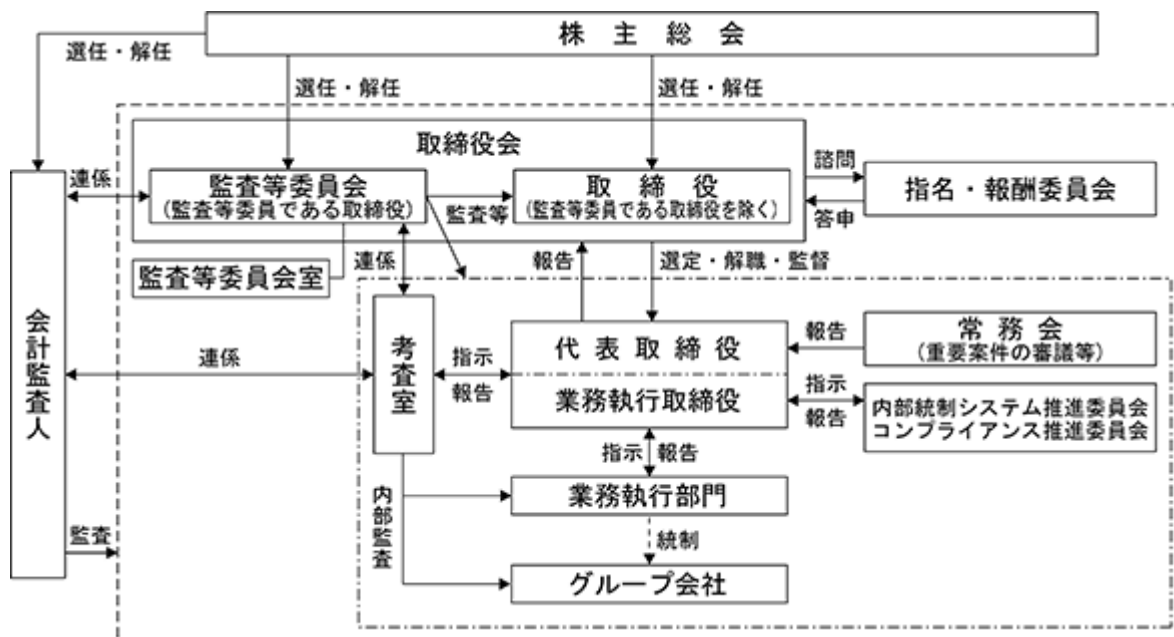 株主総会
選任・解任
選任・解任
選任・解任
取締役会
監査等委員会
(監査等委員である取締役)
監査等
取締役
(監査等委員である取締役を除く)
諮問
答申
指名・報酬委員会
連係
監査等委員会室
連係
報告
選定・解職・監督
会計監査人
連係
考査室
指示
報告
代表取締役
業務執行取締役
報告
常務会
(重要案件の審議等)
指示
報告
内部統制システム推進委員会
コンプライアンス推進委員会
指示
報告
内部監査
業務執行部門
統制
グループ会社
監査